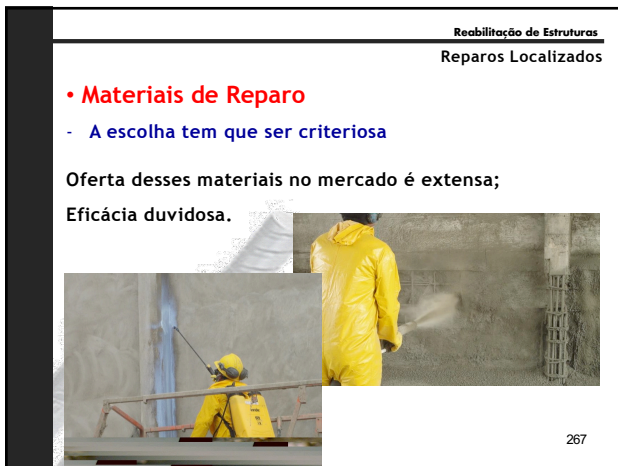 Reabilitação de Estruturas
Reparos Localizados
• Materiais de Reparo
- A escolha tem que ser criteriosa
Oferta desses materiais no mercado é extensa;
Eficácia duvidosa.
267